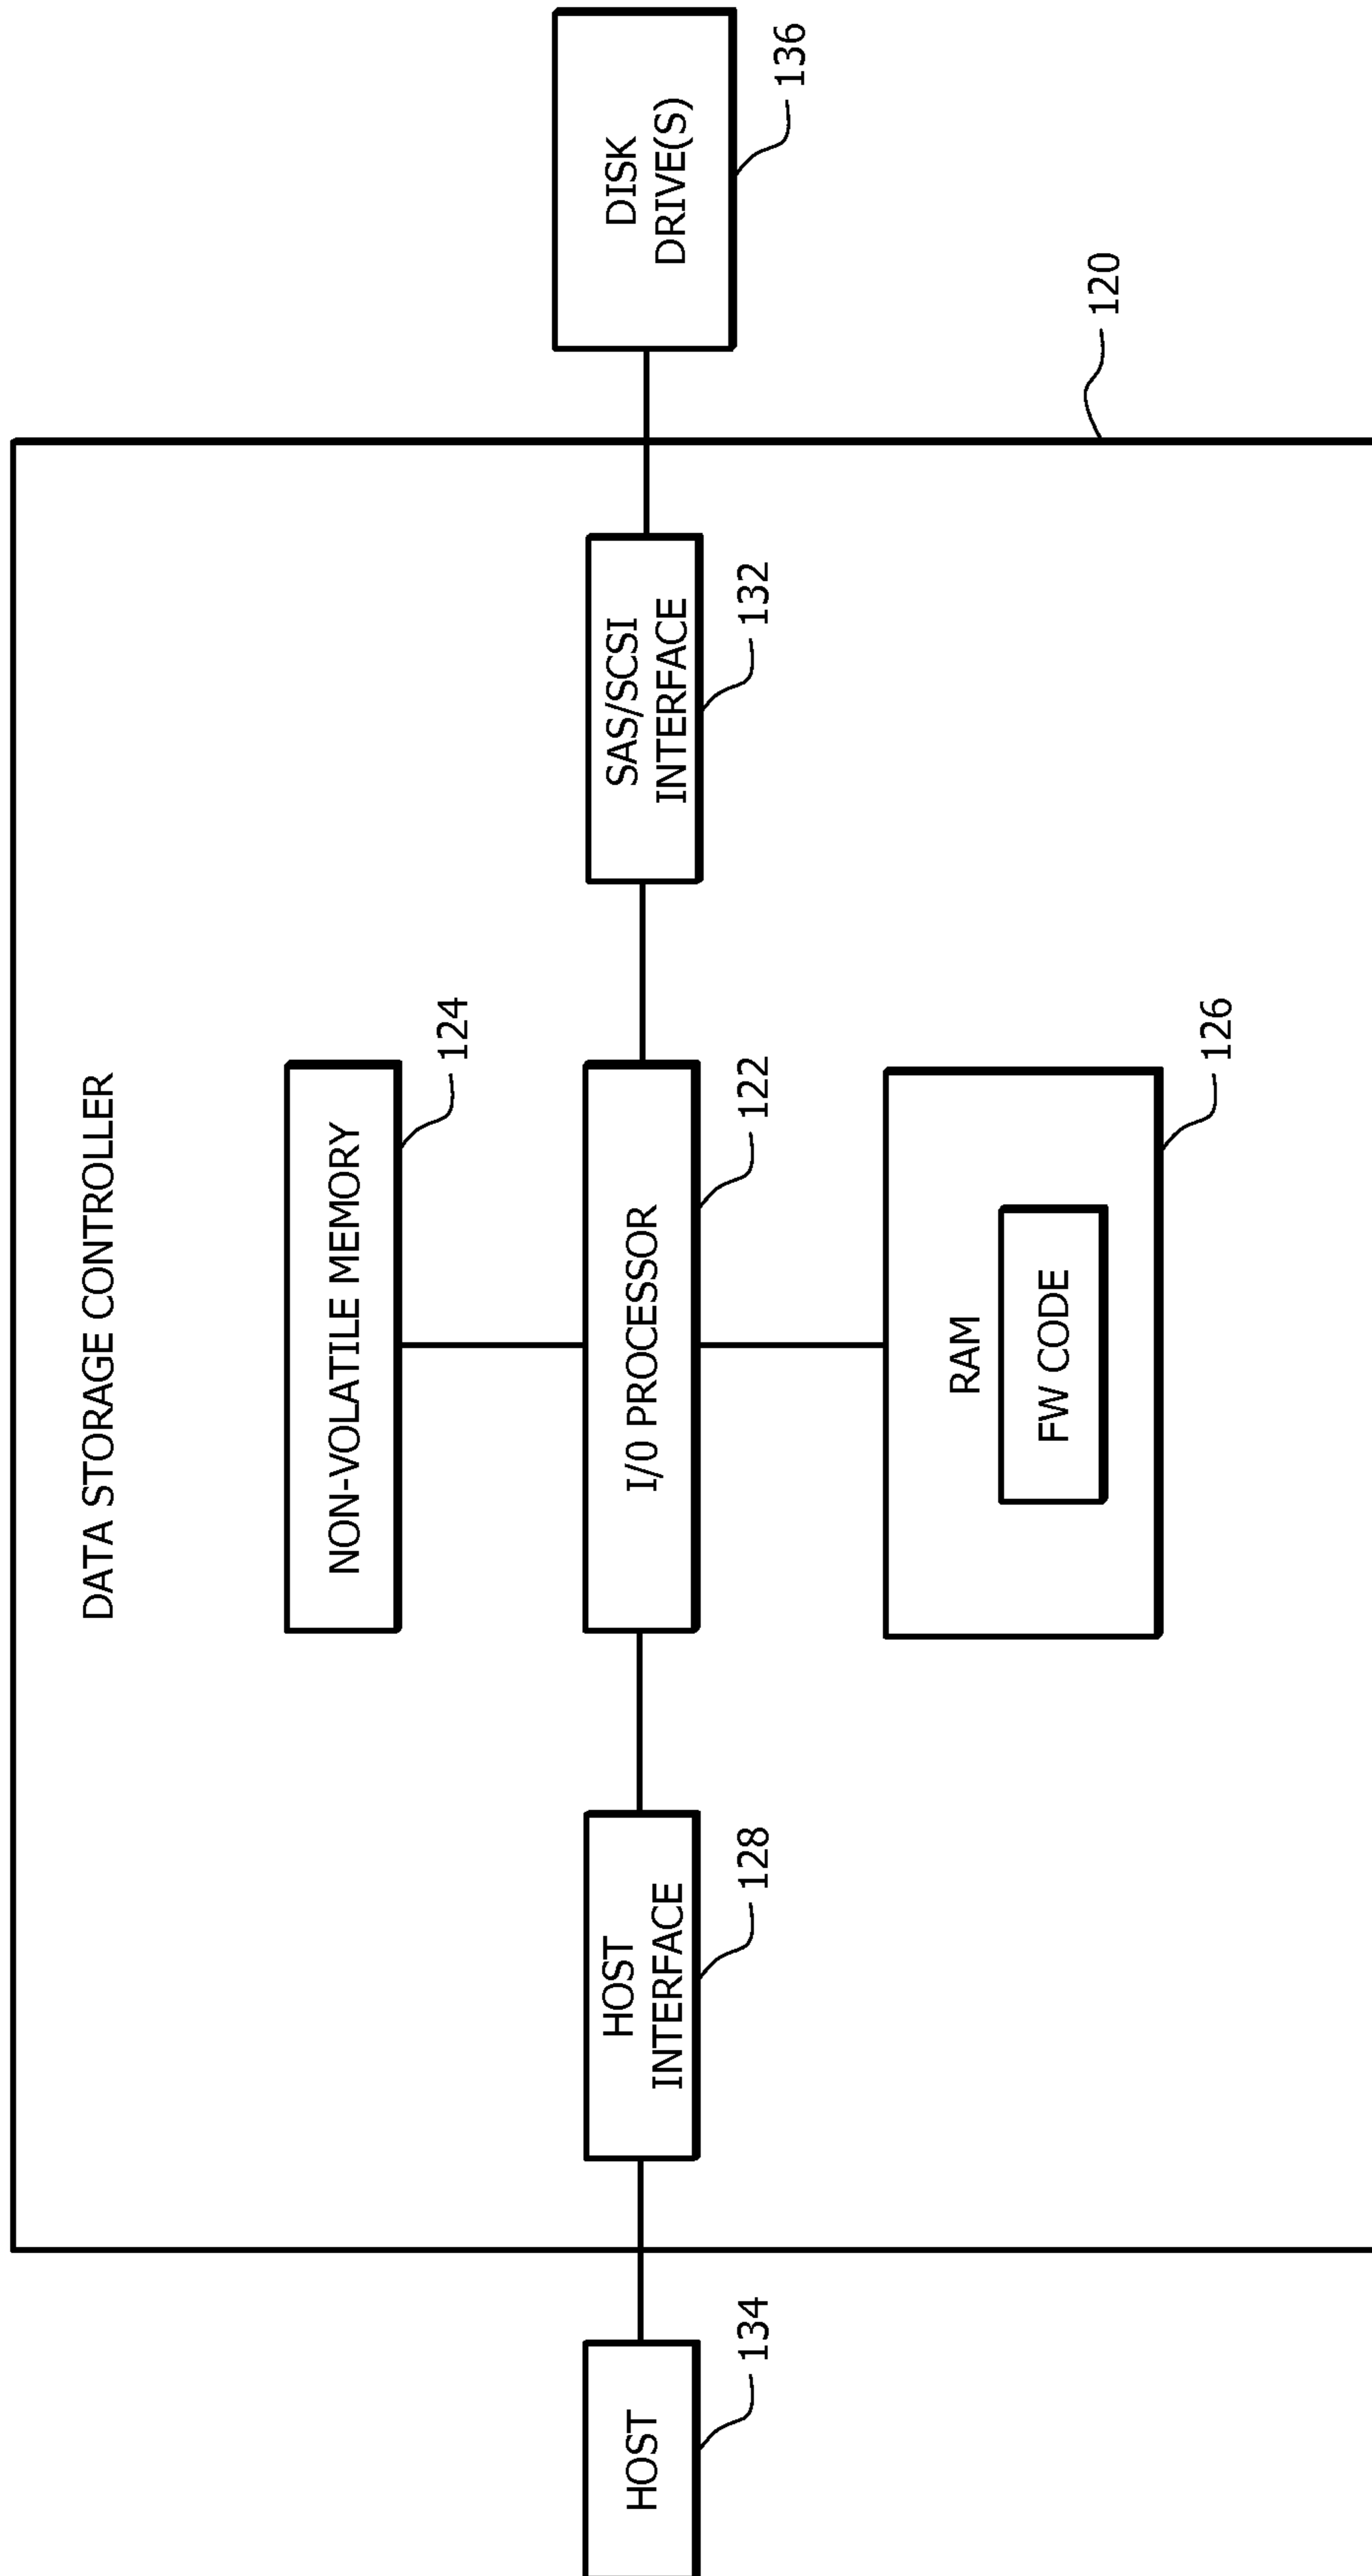 DATA STORAGE CONTROLLER
NON-VOLATILE MEMORY
124
HOST
134
HOST
INTERFACE
128
I/0 PROCESSOR
122
SAS/SCSI
INTERFACE
132
DISK
DRIVE(S)
136
RAM
FW CODE
126
120